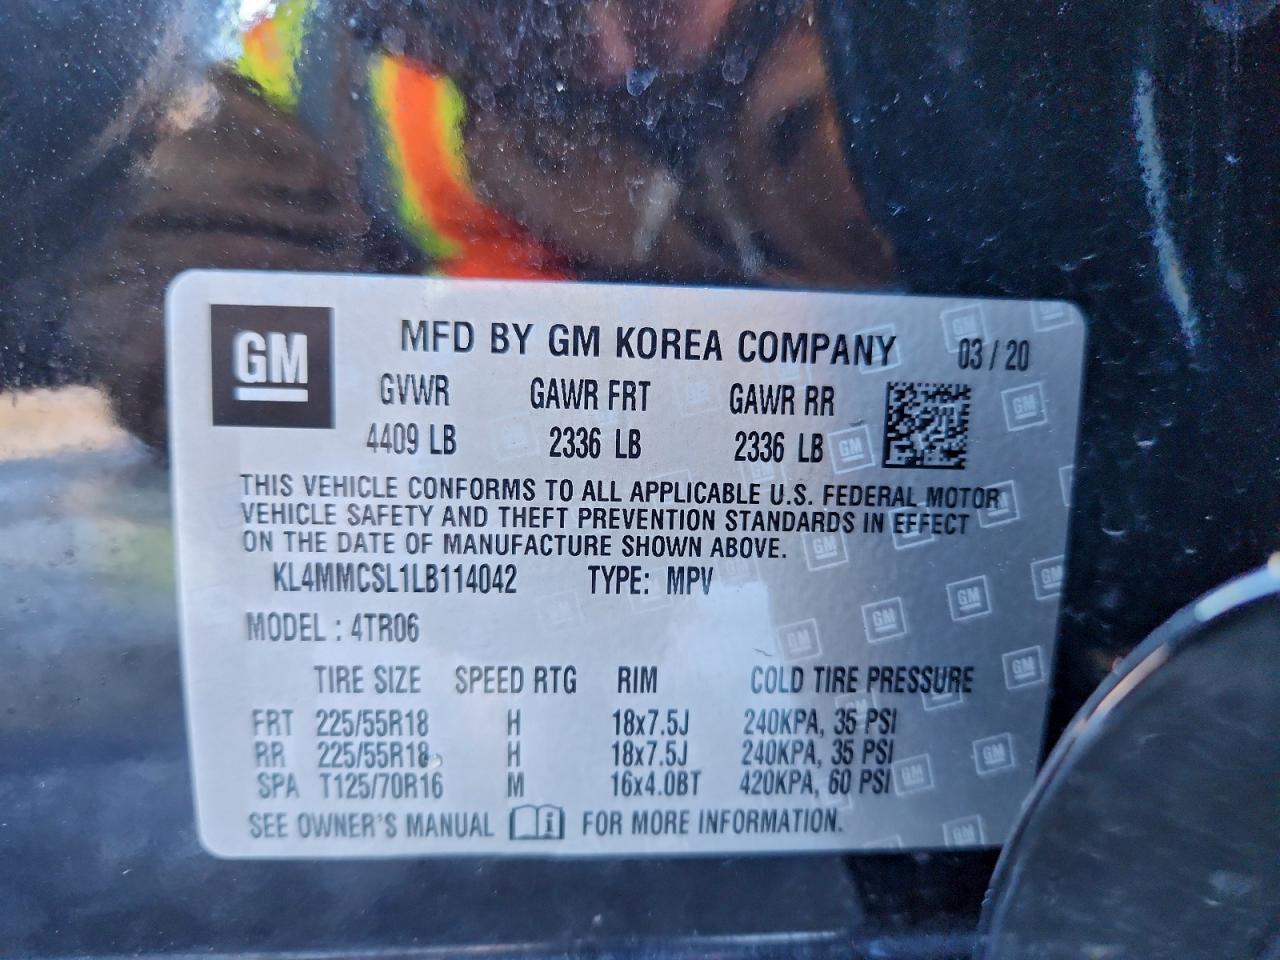 GM
MFD BY GM KOREA COMPANY 03 / 20
GVWR GAWR FRT GAWR RR
4409 LB 2336 LB 2336 LB
THIS VEHICLE CONFORMS TO ALL APPLICABLE U.S. FEDERAL MOTOR
VEHICLE SAFETY AND THEFT PREVENTION STANDARDS IN EFFECT
ON THE DATE OF MANUFACTURE SHOWN ABOVE.
KL4MMCSL1LB114042 TYPE: MPV
MODEL : 4TR06
TIRE SIZE SPEED RTG RIM COLD TIRE PRESSURE
FRT 225/55R18 H 18x7.5J 240KPA, 35 PSI
RR 225/55R18 H 18x7.5J 240KPA, 35 PSI
SPA T125/70R16 M 16x4.0BT 420KPA, 60 PSI
SEE OWNER'S MANUAL FOR MORE INFORMATION.